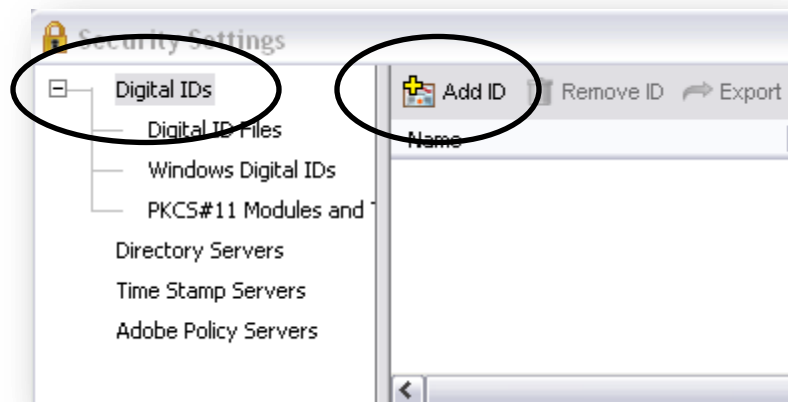 Security Settings
Digital IDs
Digital ID Files
Windows Digital IDs
PKCS#11 Modules and
Directory Servers
Time Stamp Servers
Adobe Policy Servers
Add ID Remove ID Export
Name